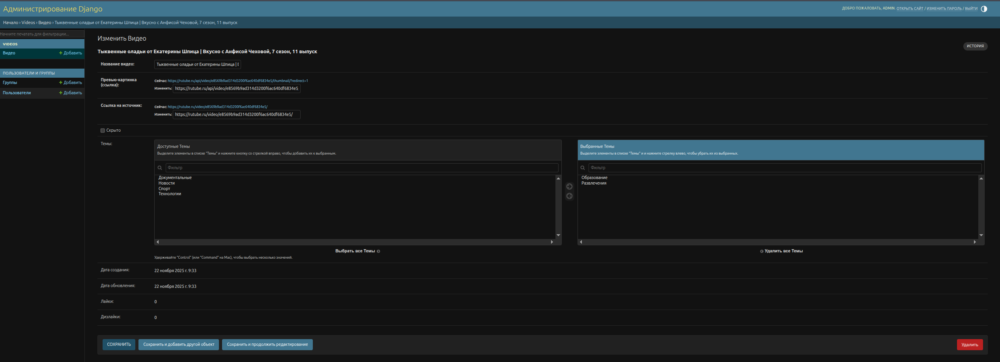 Администрирование Django
ДОБРО ПОЖАЛОВАТЬ, ADMIN. ОТКРЫТЬ САЙТ / ИЗМЕНИТЬ ПАРОЛЬ / ВЫЙТИ
Начало › Videos › Видео › Тыквенные оладьи от Екатерины Шпица | Вкусно с Анфисой Чеховой, 7 сезон, 11 выпуск
Начните печатать для фильтрации...
VIDEOS
Видео + Добавить
ПОЛЬЗОВАТЕЛИ И ГРУППЫ
Группы + Добавить
Пользователи + Добавить
Изменить Видео
ИСТОРИЯ
Тыквенные оладьи от Екатерины Шпица | Вкусно с Анфисой Чеховой, 7 сезон, 11 выпуск
Название видео: Тыквенные оладьи от Екатерины Шпица | В
Превью-картинка (ссылка):
Сейчас: https://rutube.ru/api/video/e8569b9ad314d3200f6ac640df6834e5/thumbnail/?redirect=1
Изменить: https://rutube.ru/api/video/e8569b9ad314d3200f6ac640df6834e5
Ссылка на источник:
Сейчас: https://rutube.ru/video/e8569b9ad314d3200f6ac640df6834e5/
Изменить: https://rutube.ru/video/e8569b9ad314d3200f6ac640df6834e5/
Скрыто
Темы:
Доступные Темы
Выделите элементы в списке "Темы" и нажмите кнопку со стрелкой вправо, чтобы добавить их к выбранным.
Фильтр
Документальные
Новости
Спорт
Технологии
Выбрать все Темы
Удерживайте "Control" (или "Command" на Mac), чтобы выбрать несколько значений.
Выбранные Темы
Выделите элементы в списке "Темы" и и нажмите стрелку влево, чтобы убрать их из выбранных.
Фильтр
Образование
Развлечения
Удалить все Темы
Дата создания: 22 ноября 2025 г. 9:33
Дата обновления: 22 ноября 2025 г. 9:33
Лайки: 0
Дизлайки: 0
СОХРАНИТЬ
Сохранить и добавить другой объект
Сохранить и продолжить редактирование
Удалить